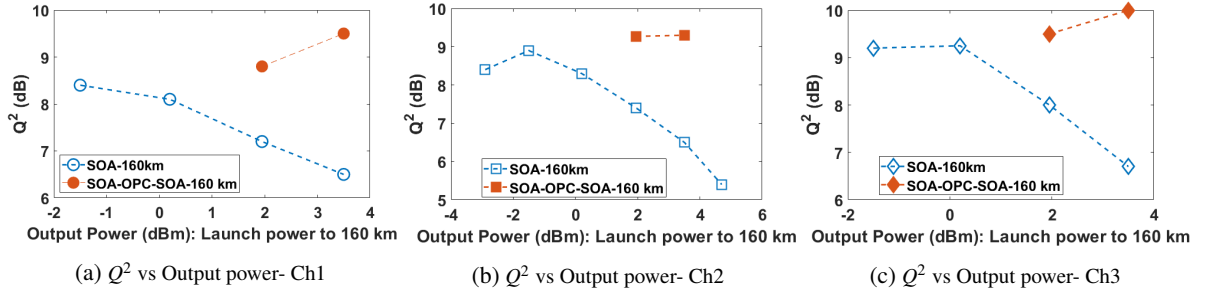 10
9
8
7
6
Q² (dB)
SOA-160km
SOA-OPC-SOA-160 km
-2 -1 0 1 2 3 4
Output Power (dBm): Launch power to 160 km
(a) Q² vs Output power- Ch1
10
9
8
7
6
5
Q² (dB)
SOA-160km
SOA-OPC-SOA-160 km
-4 -2 0 2 4 6
Output Power (dBm): Launch power to 160 km
(b) Q² vs Output power- Ch2
10
9
8
7
6
Q² (dB)
SOA-160km
SOA-OPC-SOA-160 km
-2 0 2 4
Output Power (dBm): Launch power to 160 km
(c) Q² vs Output power- Ch3